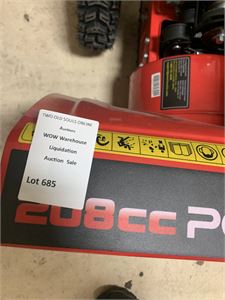 TWO OLD SOULS ONLINE
Auctions
WOW Warehouse
Liquidation
Auction Sale
Lot 685
208cc